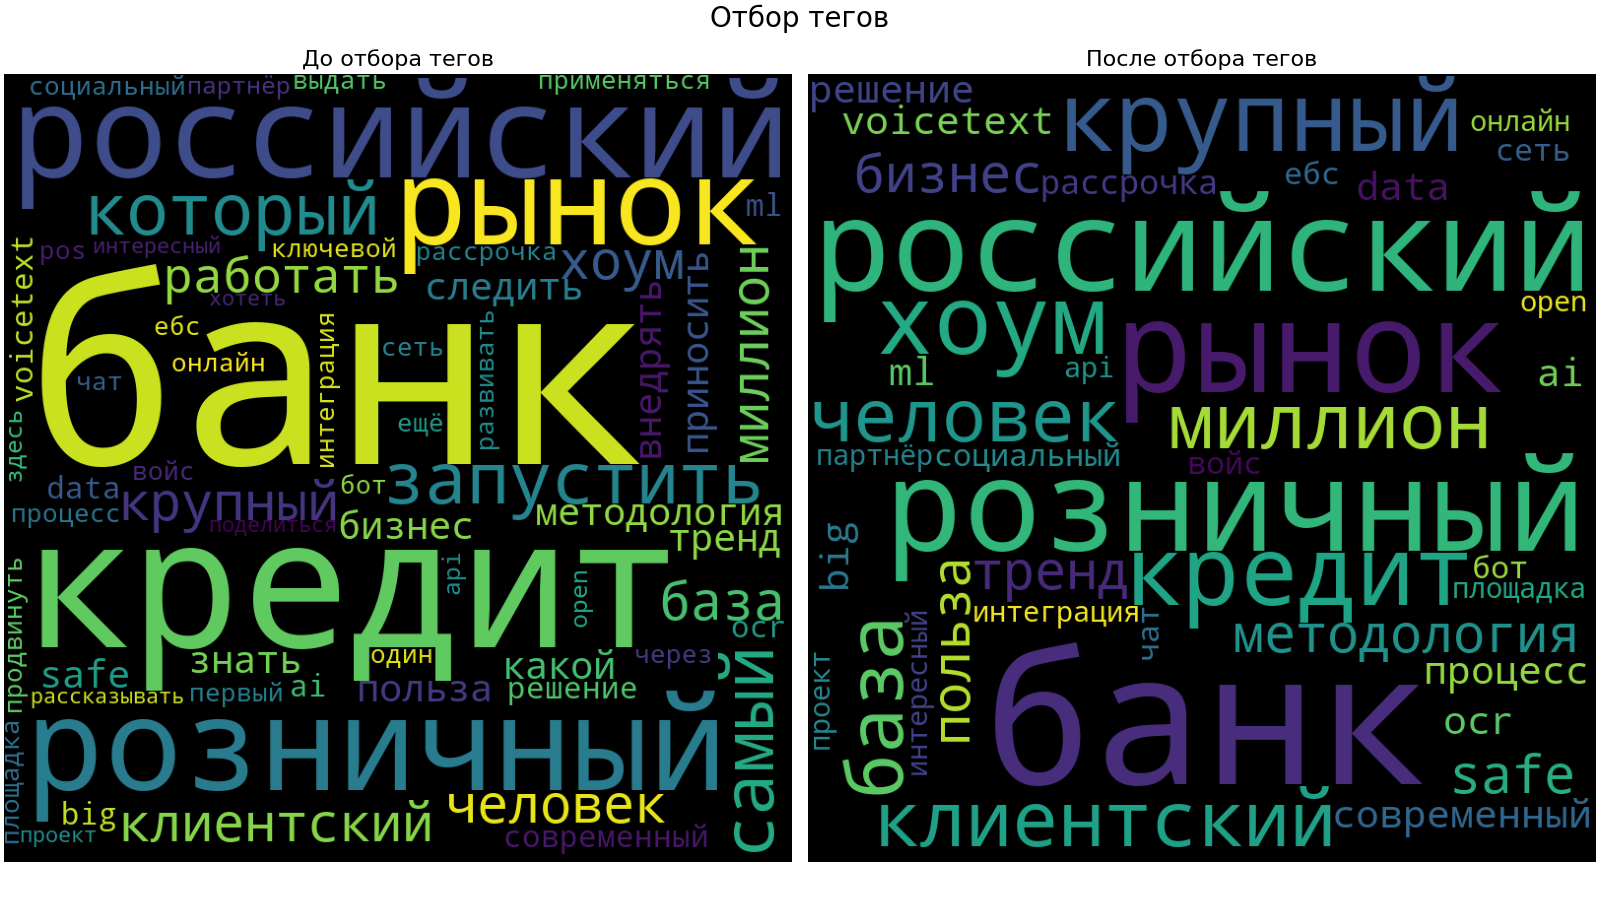 Отбор тегов
До отбора тегов
социальный партнёр выдать применяться
российский
который рынок ml
pos интересный ключевой рассрочка хоум
voicetext работать следить миллион
хотеть внедрять приносить
банк
ебс интеграция сеть развивать
онлайн
чат
ещё
здесь
войс запустить
data бот
процесс крупный
поделиться бизнес методология
тренд
кредит
api open база
продвинуть ocr
знать один какой через
safe самый
рассказывать первый ai польза решение
розничный
площадка
big человек
проект клиентский современный
После отбора тегов
решение крупный
voicetext онлайн
бизнес рассрочка ебс сеть
data
российский
хоум рынок open
ml api ai
человек миллион
партнёр социальный войс
розничный
big тренд кредит бот
польза площадка
интеграция
база интересный чат методология
проект процесс
банк
ocr
safe
клиентский современный